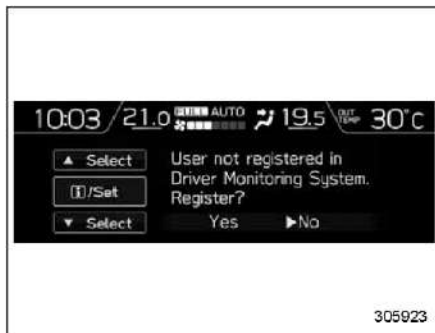 10:03 21.0 FULL AUTO 19.5 OUT TEMP 30°C
▲ Select
User not registered in
Driver Monitoring System.
Register?
i/Set
▼ Select
Yes ▶No
305923